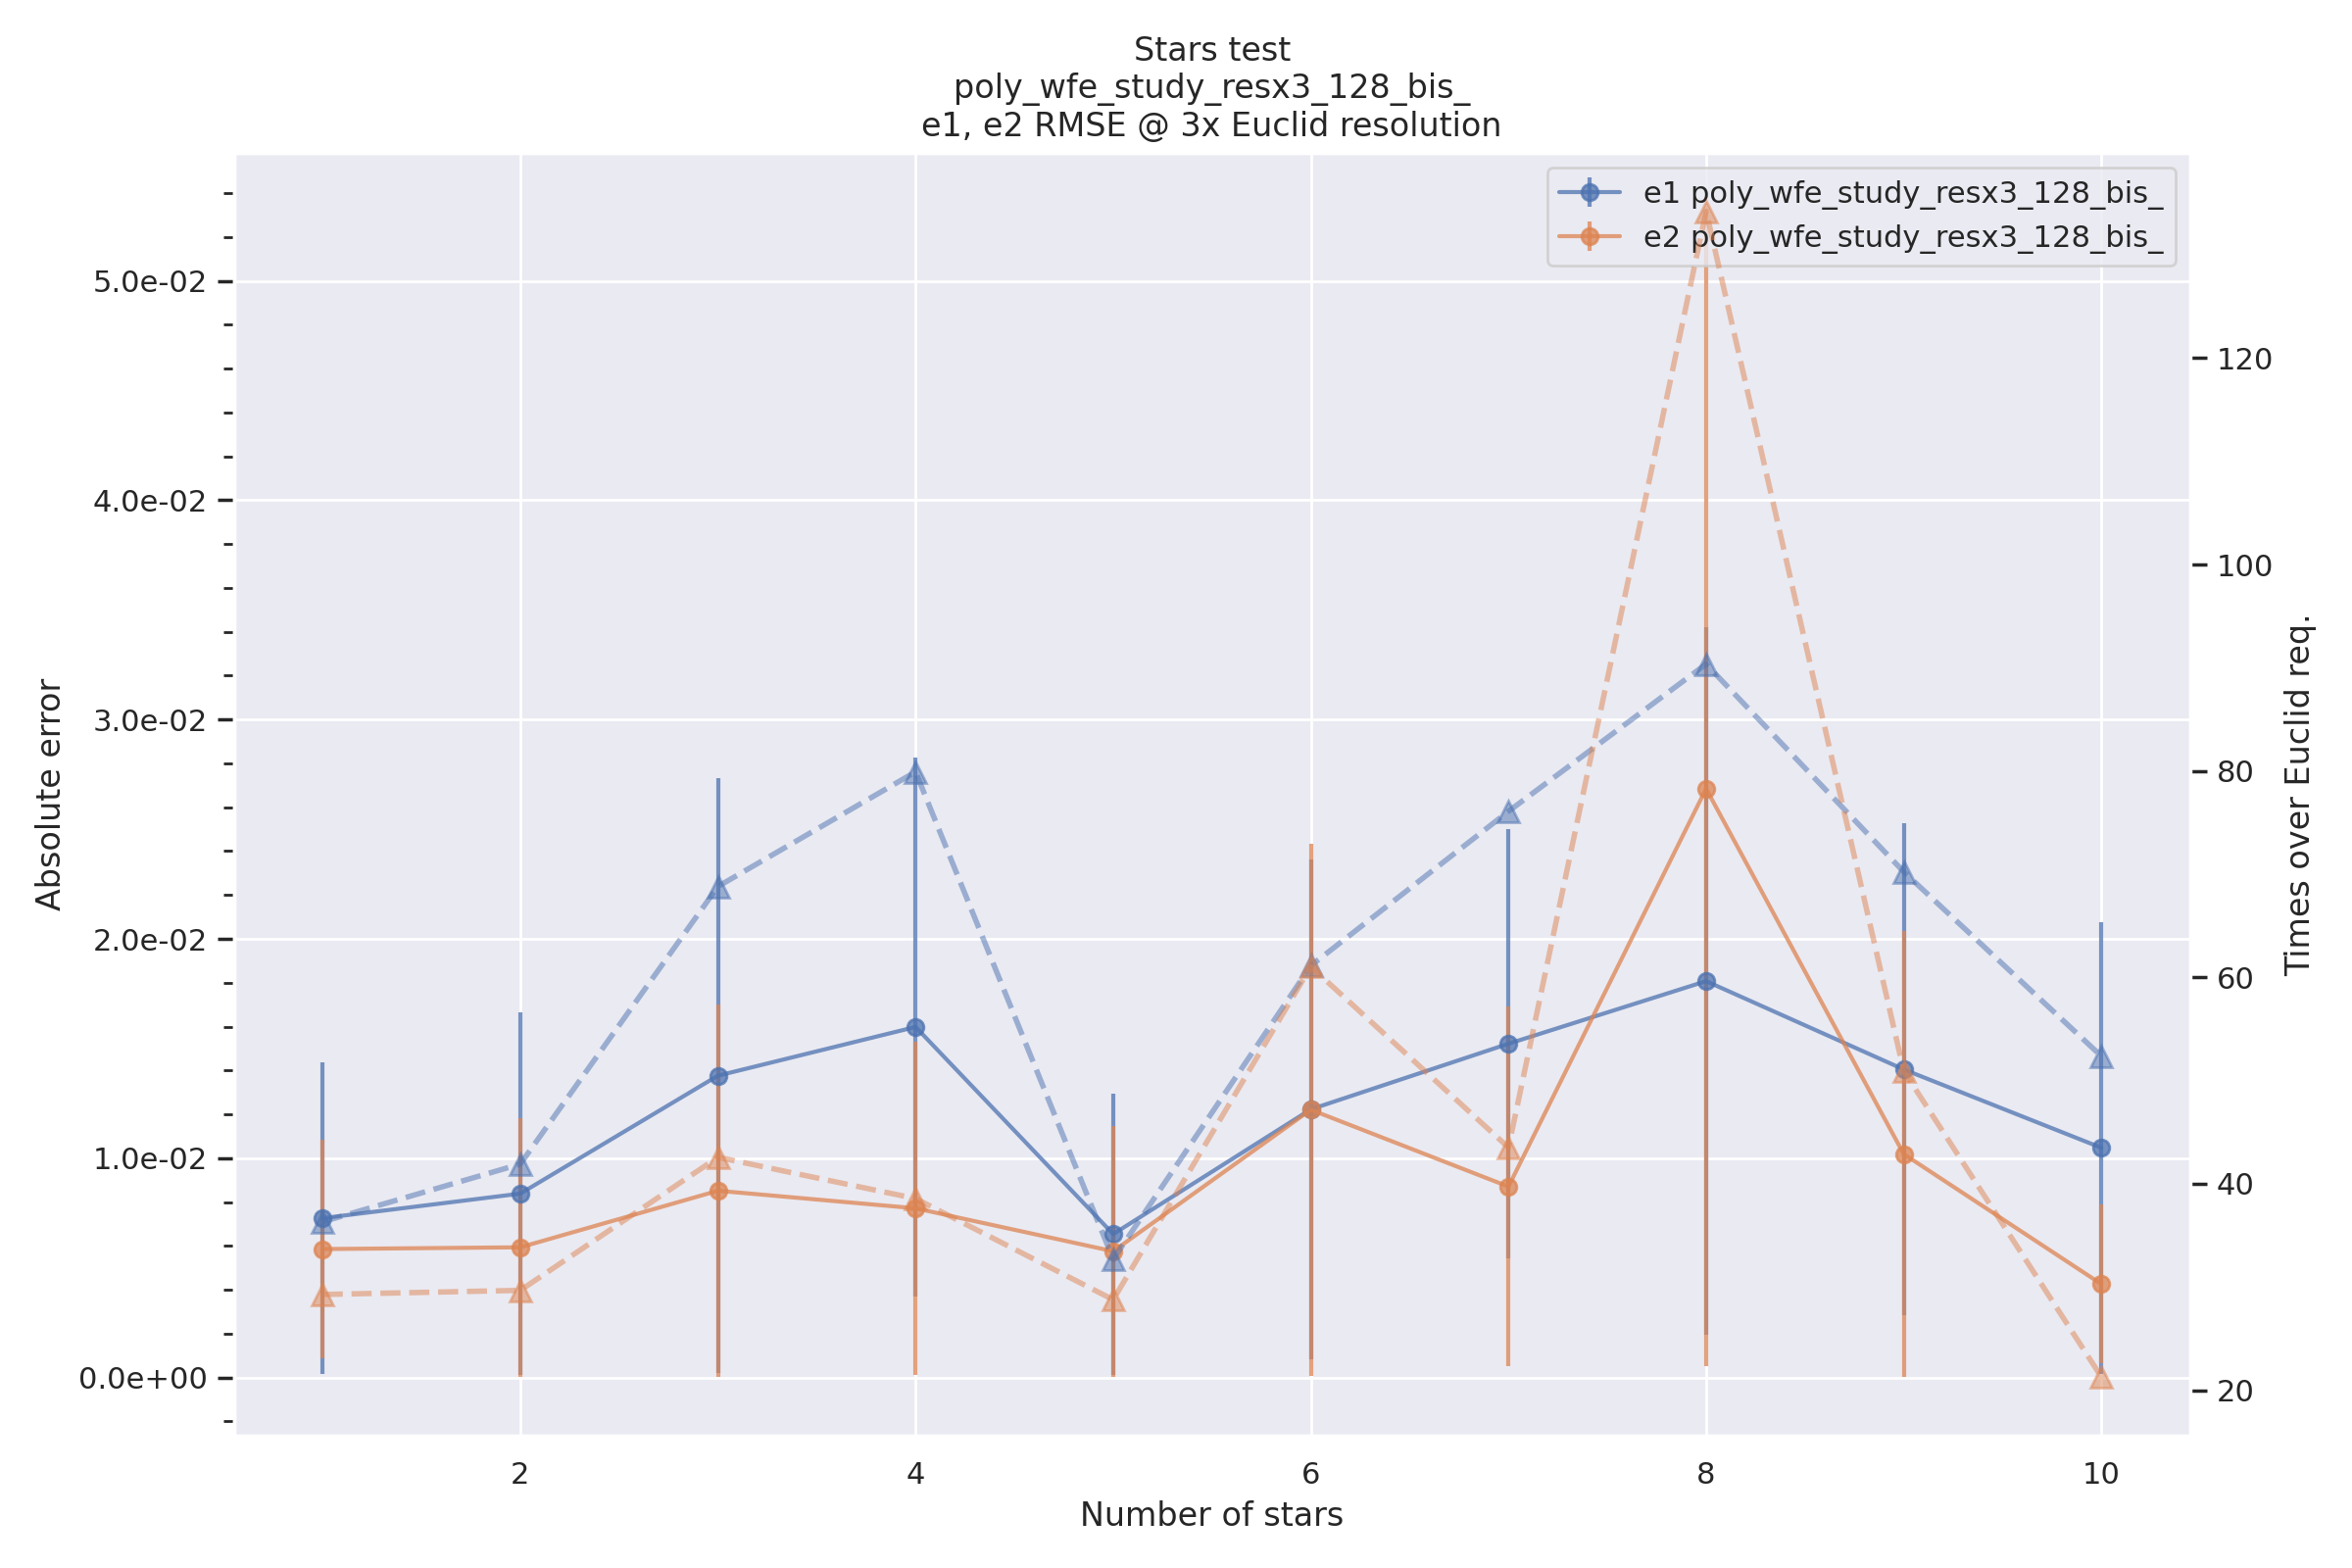 Stars test
poly_wfe_study_resx3_128_bis_
e1, e2 RMSE @ 3x Euclid resolution
e1 poly_wfe_study_resx3_128_bis_
e2 poly_wfe_study_resx3_128_bis_
5.0e-02
4.0e-02
3.0e-02
2.0e-02
1.0e-02
0.0e+00
Absolute error
120
100
80
60
40
20
Times over Euclid req.
2 4 6 8 10
Number of stars